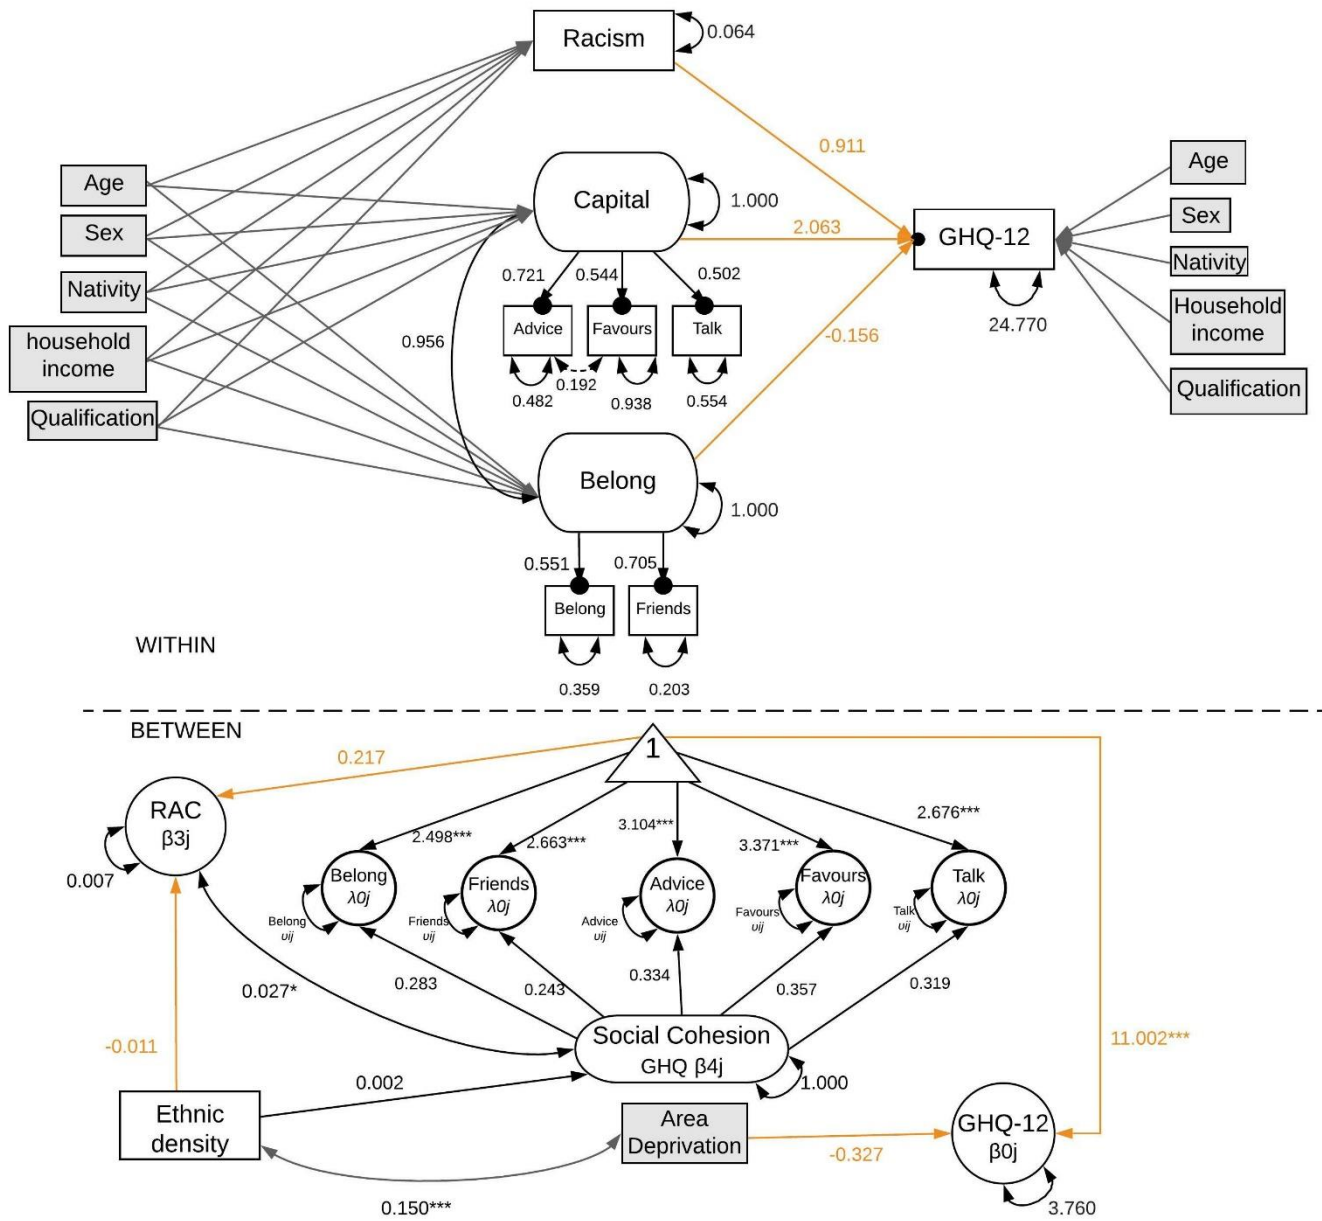 Racism
0.064
0.911
Age
Age
Capital
1.000
Sex
Sex
2.063
GHQ-12
Nativity
Nativity
0.721
0.544
0.502
household
income
Household
income
Advice
Favours
Talk
24.770
0.956
-0.156
0.192
0.482
0.938
0.554
Qualification
Qualification
Belong
1.000
0.551
0.705
Belong
Friends
WITHIN
0.359
0.203
BETWEEN
1
0.217
RAC
β3j
0.007
2.498***
2.663***
3.104***
3.371***
2.676***
Belong
λ0j
Friends
λ0j
Advice
λ0j
Favours
λ0j
Talk
λ0j
Belong
υij
Friends
υij
Advice
υij
Favours
υij
Talk
υij
0.027*
0.283
0.243
0.334
0.357
0.319
-0.011
Social Cohesion
GHQ β4j
11.002***
0.002
1.000
Ethnic
density
Area
Deprivation
-0.327
GHQ-12
β0j
0.150***
3.760